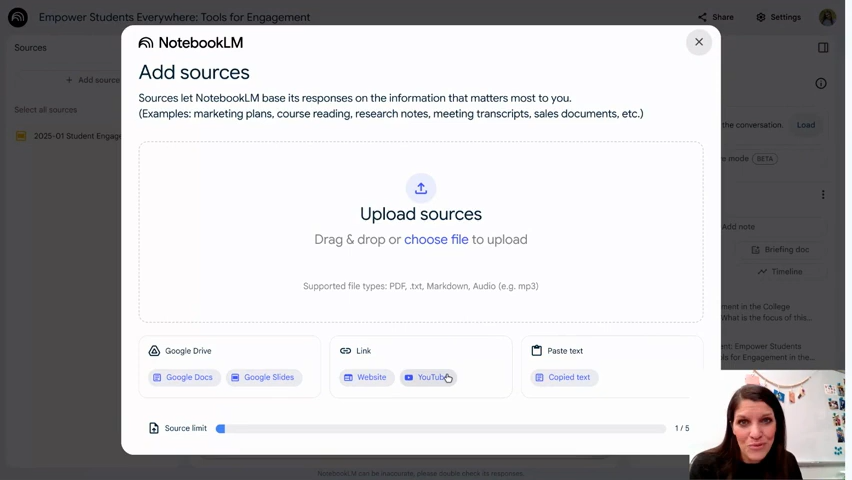 Empower Students Everywhere: Tools for Engagement
Share
Settings
Sources
NotebookLM
Add sources
Sources let NotebookLM base its responses on the information that matters most to you.
(Examples: marketing plans, course reading, research notes, meeting transcripts, sales documents, etc.)
+ Add source
Select all sources
2025-01 Student Engage
the conversation.
Load
mode BETA
Upload sources
Drag & drop or choose file to upload
Supported file types: PDF, .txt, Markdown, Audio (e.g. mp3)
Add note
Briefing doc
Timeline
ment in the College
What is the focus of this...
ment: Empower Students
ols for Engagement in the
Google Drive
Google Docs
Google Slides
Link
Website
YouTube
Paste text
Copied text
Source limit
1 / 5
NotebookLM can be inaccurate, please double check its responses.